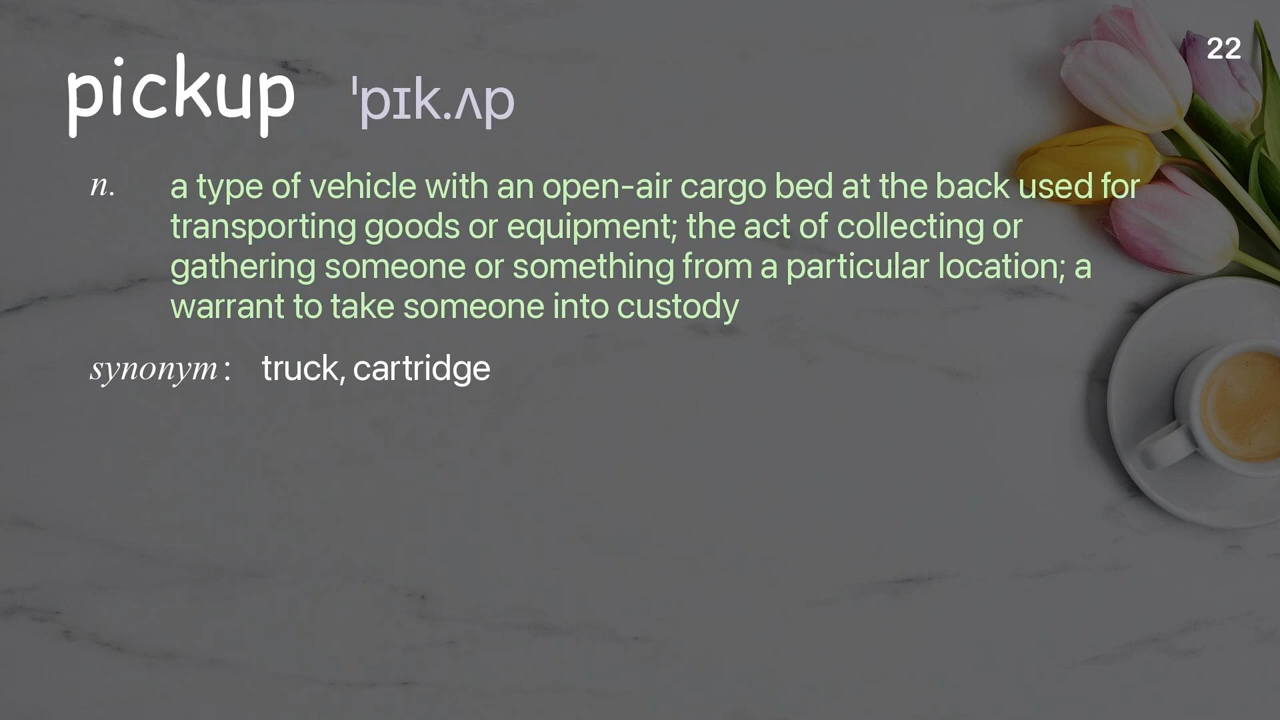 22
pickup ˈpɪk.ʌp
n. a type of vehicle with an open-air cargo bed at the back used for
transporting goods or equipment; the act of collecting or
gathering someone or something from a particular location; a
warrant to take someone into custody
synonym : truck, cartridge